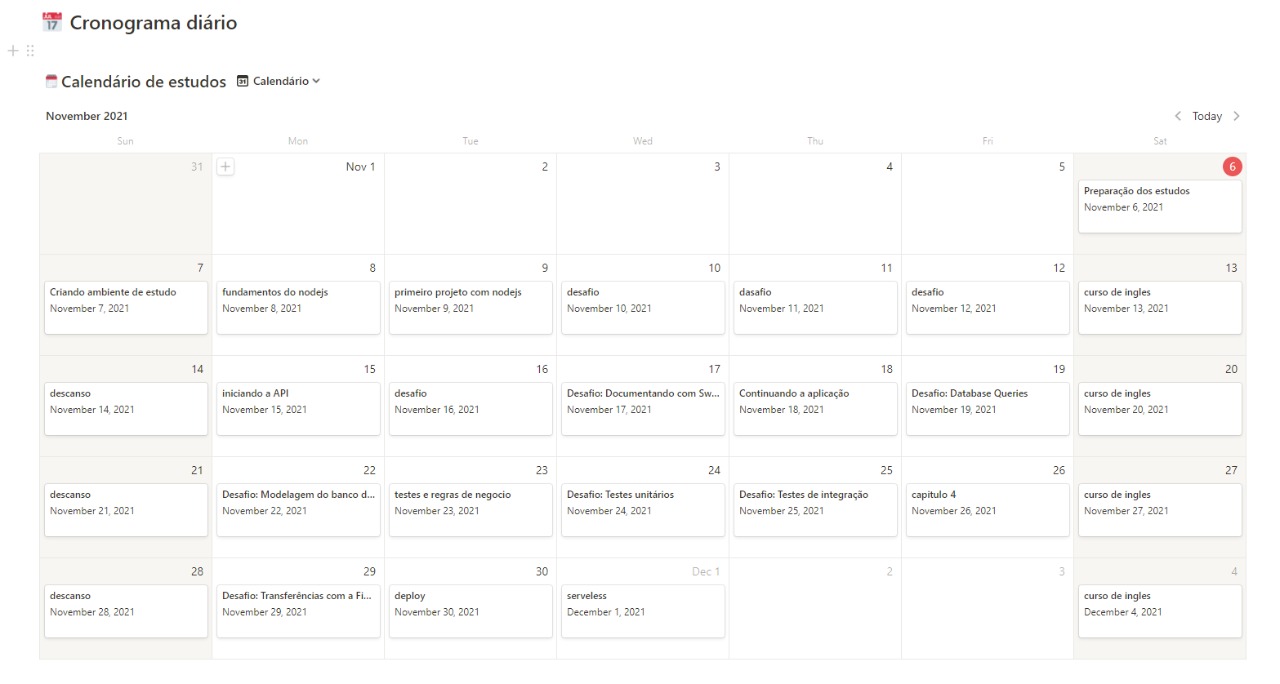 Cronograma diário
Calendário de estudos Calendário
November 2021
Today
Sun Mon Tue Wed Thu Fri Sat
31 Nov 1 2 3 4 5 6
Preparação dos estudos
November 6, 2021
7 8 9 10 11 12 13
Criando ambiente de estudo fundamentos do nodejs primeiro projeto com nodejs desafio dasafio desafio curso de ingles
November 7, 2021 November 8, 2021 November 9, 2021 November 10, 2021 November 11, 2021 November 12, 2021 November 13, 2021
14 15 16 17 18 19 20
descanso iniciando a API desafio Desafio: Documentando com Sw... Continuando a aplicação Desafio: Database Queries curso de ingles
November 14, 2021 November 15, 2021 November 16, 2021 November 17, 2021 November 18, 2021 November 19, 2021 November 20, 2021
21 22 23 24 25 26 27
descanso Desafio: Modelagem do banco d... testes e regras de negocio Desafio: Testes unitários Desafio: Testes de integração capitulo 4 curso de ingles
November 21, 2021 November 22, 2021 November 23, 2021 November 24, 2021 November 25, 2021 November 26, 2021 November 27, 2021
28 29 30 Dec 1 2 3 4
descanso Desafio: Transferências com a Fi... deploy serveless curso de ingles
November 28, 2021 November 29, 2021 November 30, 2021 December 1, 2021 December 4, 2021